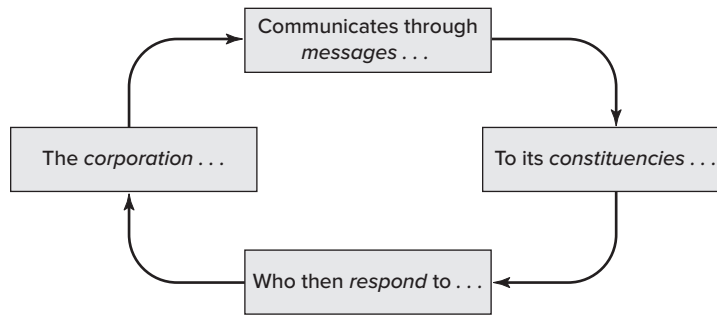 Communicates through
messages . . .
The corporation . . .
To its constituencies . . .
Who then respond to . . .